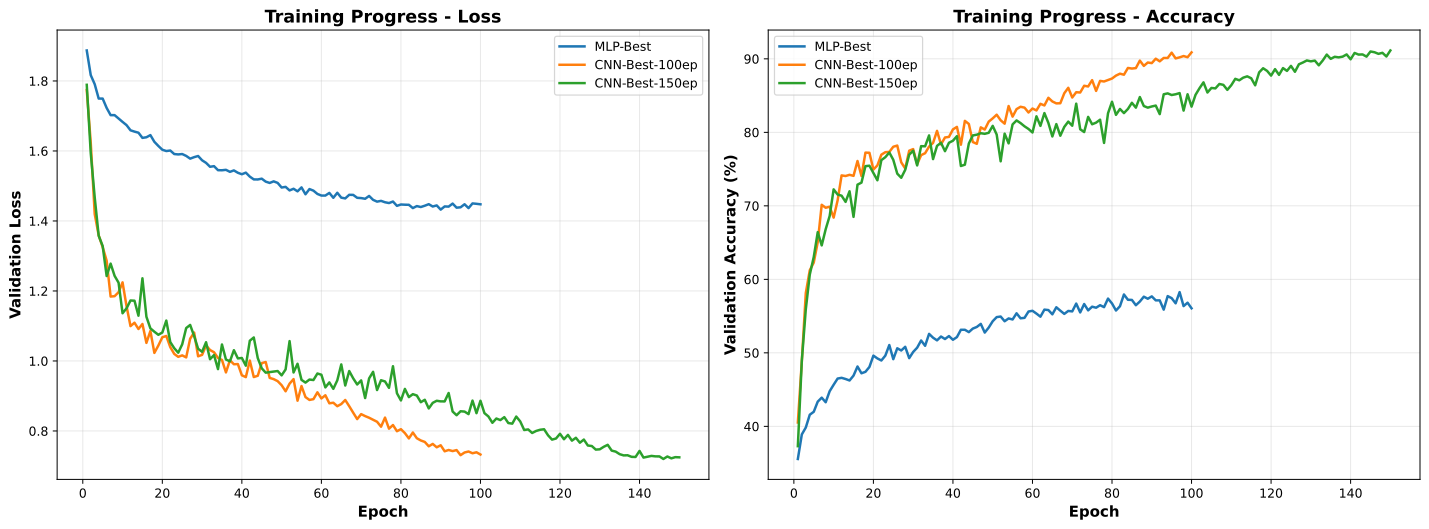 Training Progress - Loss
Validation Loss
1.8
1.6
1.4
1.2
1.0
0.8
0
20
40
60
80
100
120
140
Epoch
MLP-Best
CNN-Best-100ep
CNN-Best-150ep
Training Progress - Accuracy
Validation Accuracy (%)
90
80
70
60
50
40
0
20
40
60
80
100
120
140
Epoch
MLP-Best
CNN-Best-100ep
CNN-Best-150ep